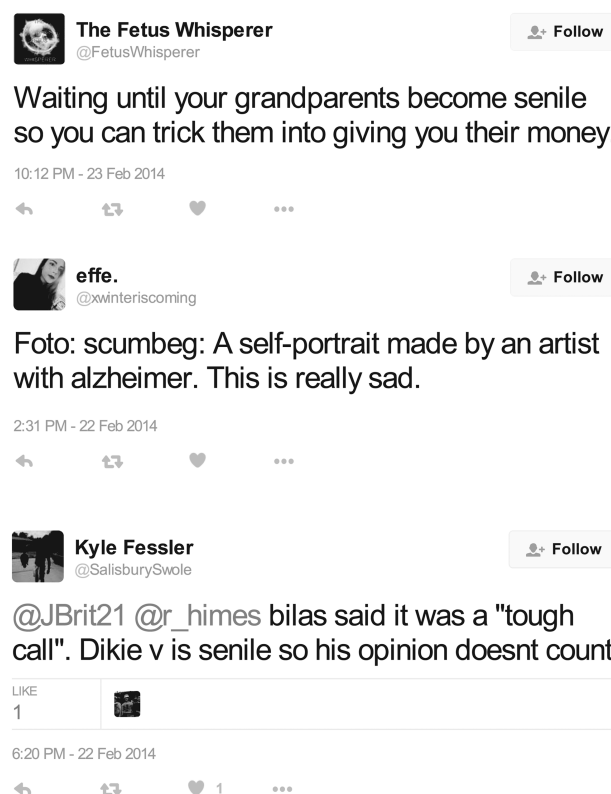 The Fetus Whisperer
@FetusWhisperer
Follow
Waiting until your grandparents become senile
so you can trick them into giving you their money
10:12 PM - 23 Feb 2014
effe.
@xwinteriscoming
Follow
Foto: scumbeg: A self-portrait made by an artist
with alzheimer. This is really sad.
2:31 PM - 22 Feb 2014
Kyle Fessler
@SalisburySwole
Follow
@JBrit21 @r_himes bilas said it was a "tough
call". Dikie v is senile so his opinion doesnt count
LIKE
1
6:20 PM - 22 Feb 2014
1